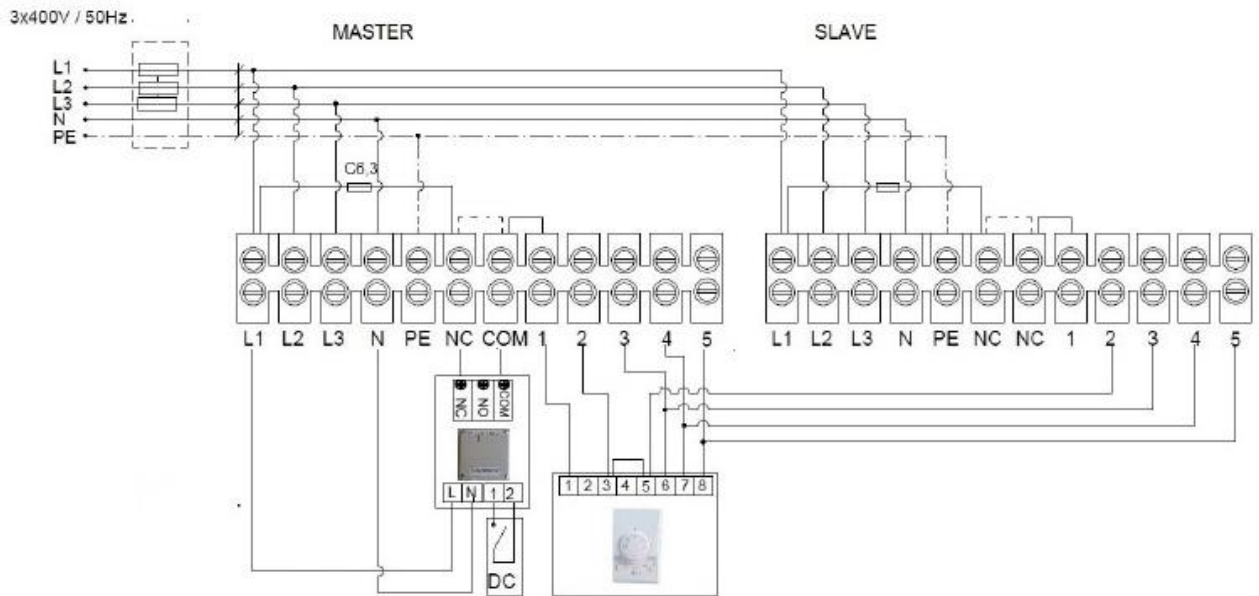 3x400V / 50Hz.
MASTER
SLAVE
L1
L2
L3
N
PE
C6,3
L1 L2 L3 N PE NC COM 1 2 3 4 5
L1 L2 L3 N PE NC NC 1 2 3 4 5
NC NO COM
L N 1 2
1 2 3 4 5 6 7 8
DC